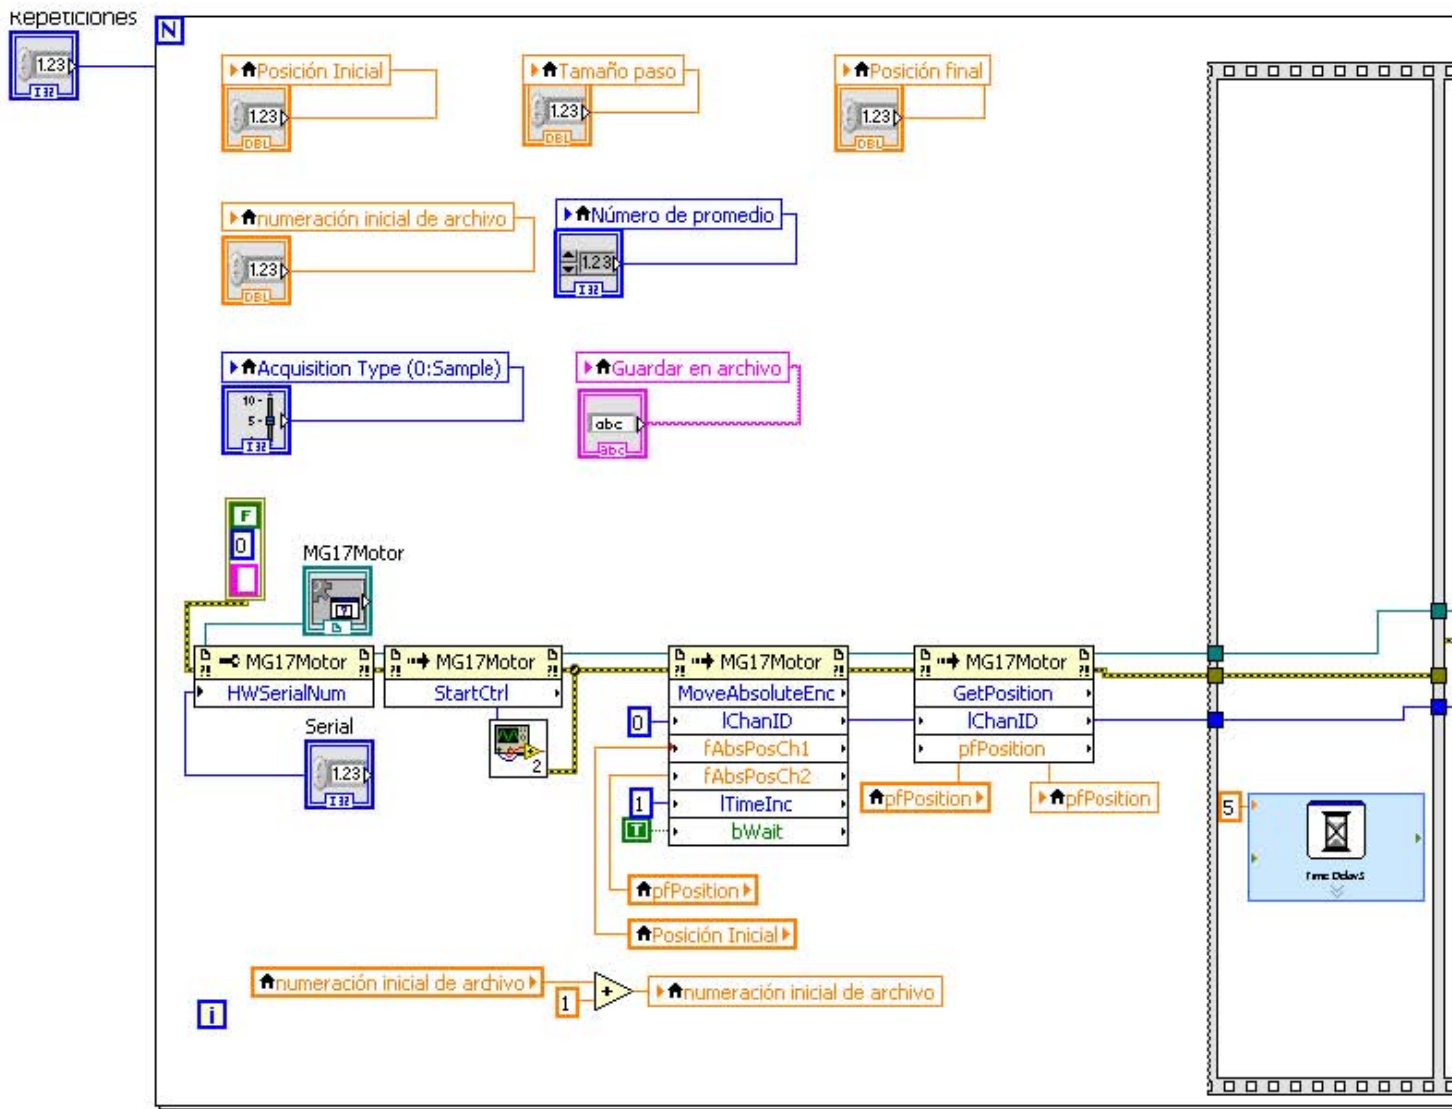 Repeticiones
N
1.23
I32
Posición Inicial
Tamaño paso
Posición final
1.23
1.23
1.23
DBL
DBL
DBL
numeración inicial de archivo
Número de promedio
1.23
1.23
DBL
I32
Acquisition Type (0:Sample)
Guardar en archivo
10
5
abc
I32
abc
F
0
MG17Motor
?
MG17Motor
MG17Motor
MG17Motor
MG17Motor
HWSerialNum
StartCtrl
MoveAbsoluteEnc
GetPosition
0
lChanID
lChanID
Serial
fAbsPosCh1
pfPosition
1.23
2
fAbsPosCh2
I32
1
lTimeInc
pfPosition
pfPosition
5
T
bWait
Time Delay5
pfPosition
Posición Inicial
numeración inicial de archivo
+
numeración inicial de archivo
1
i